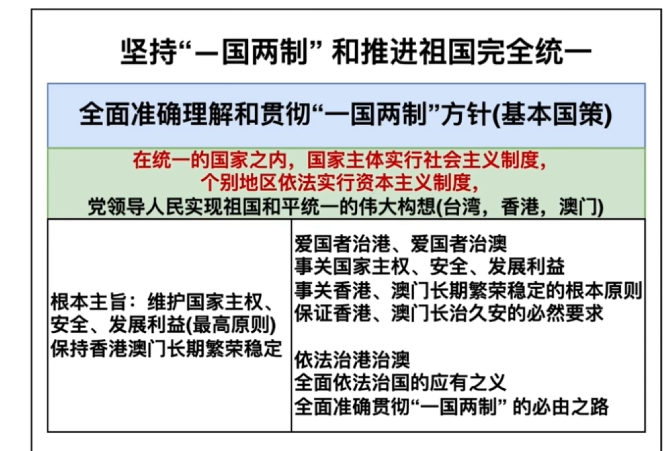 坚持“一国两制” 和推进祖国完全统一
全面准确理解和贯彻“一国两制”方针(基本国策)
在统一的国家之内，国家主体实行社会主义制度，
个别地区依法实行资本主义制度，
党领导人民实现祖国和平统一的伟大构想(台湾，香港，澳门)
根本主旨：维护国家主权、
安全、发展利益(最高原则)
保持香港澳门长期繁荣稳定
爱国者治港、爱国者治澳
事关国家主权、安全、发展利益
事关香港、澳门长期繁荣稳定的根本原则
保证香港、澳门长治久安的必然要求
依法治港治澳
全面依法治国的应有之义
全面准确贯彻“一国两制” 的必由之路